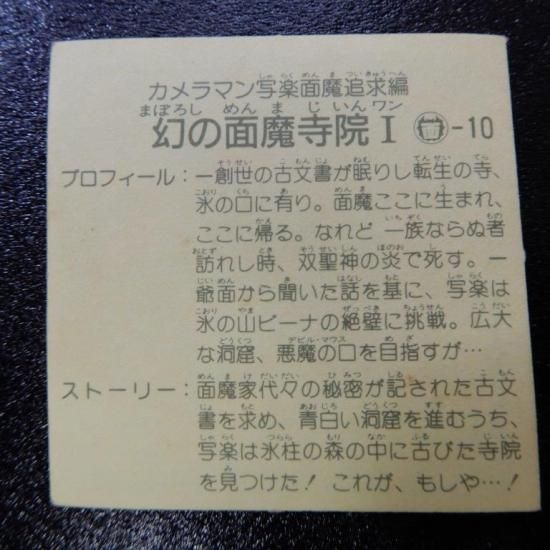 カメラマン写楽面魔追求編
幻の面魔寺院Ⅰ -10
プロフィール：一創世の古文書が眠りし転生の寺、
氷の口に有り。面魔ここに生まれ、
ここに帰る。なれど 一族ならぬ者
訪れし時、双聖神の炎で死す。一
爺面から聞いた話を基に、写楽は
氷の山ビーナの絶壁に挑戦。広大
な洞窟、悪魔の口を目指すが…
ストーリー：面魔家代々の秘密が記された古文
書を求め、青白い洞窟を進むうち、
写楽は氷柱の森の中に古びた寺院
を見つけた！ これが、もしや…！